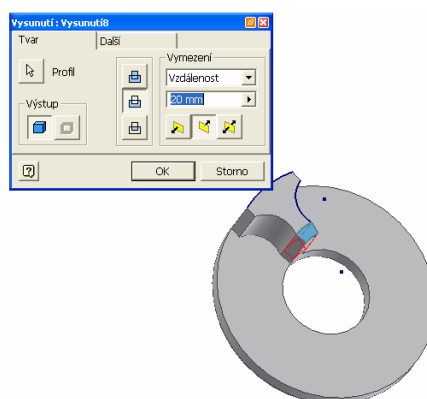 Vysunutí : Vysunutí8
Tvar
Další
Profil
Výstup
Vymezení
Vzdálenost
20 mm
OK
Storno